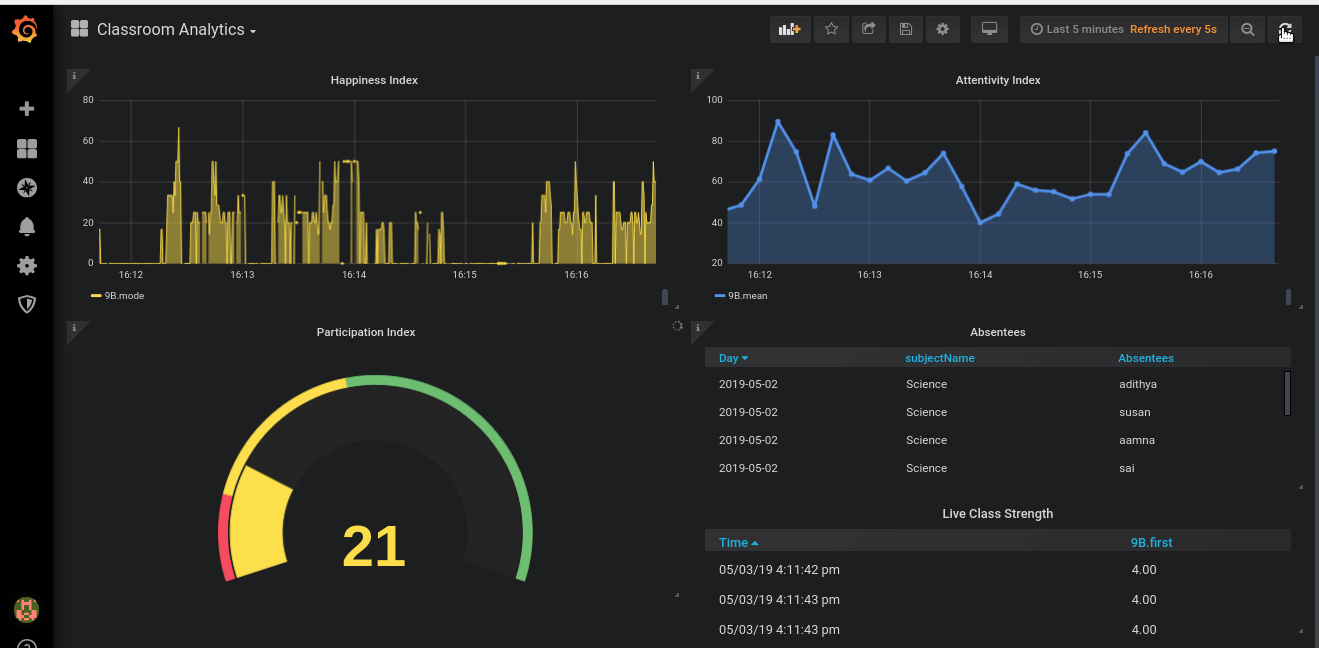 Classroom Analytics
Last 5 minutes Refresh every 5s
i
Happiness Index
80
60
40
20
0
16:12 16:13 16:14 16:15 16:16
9B.mode
i
Attentivity Index
100
80
60
40
20
16:12 16:13 16:14 16:15 16:16
9B.mean
i
Participation Index
21
i
Absentees
Day subjectName Absentees
2019-05-02 Science adithya
2019-05-02 Science susan
2019-05-02 Science aamna
2019-05-02 Science sai
Live Class Strength
Time 9B.first
05/03/19 4:11:42 pm 4.00
05/03/19 4:11:43 pm 4.00
05/03/19 4:11:43 pm 4.00